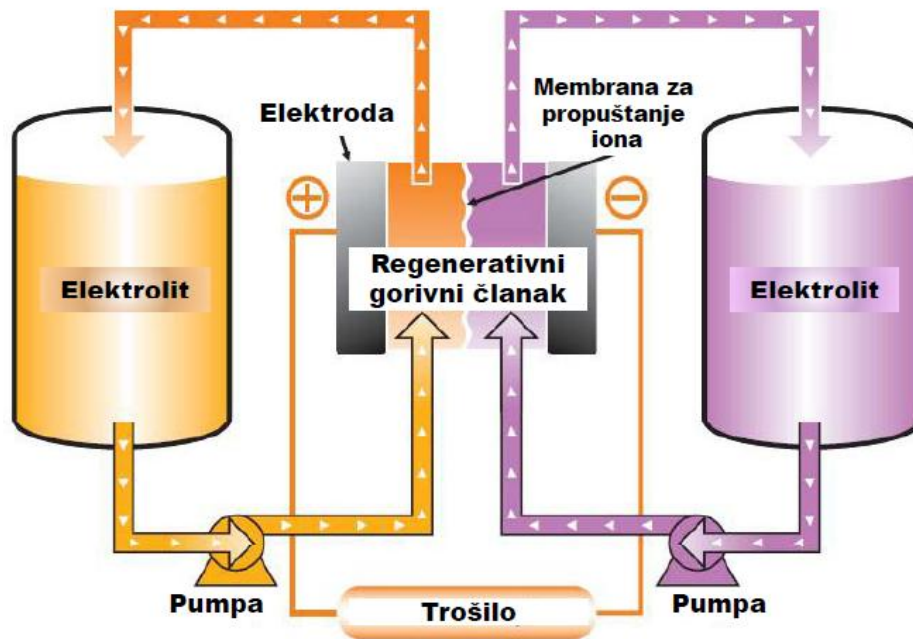 Elektroda
Membrana za
propuštanje
iona
+
−
Elektrolit
Regenerativni
gorivni članak
Elektrolit
Pumpa
Trošilo
Pumpa